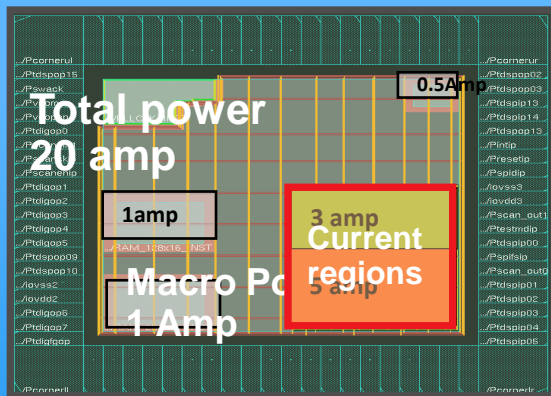 ./Pcornerul
./Pcornerur
./Ptdspop15
./Ptdspop02
./Pswack
./Ptdspop03
0.5Amp
./Ptdspip13
./Ptdspip14
Total power
20 amp
./Ptdigop0
./Ptdspop13
./Pintip
./Presetip
./Pscanenip
./Pspidip
./Ptdigop1
./Ptdigop2
./Ptdigop3
./Ptdigop4
./Ptdigop5
./Ptdspop09
./Ptdspop10
./iovss2
./iovdd2
./Ptdigop6
./Ptdigop7
./Ptdigfgop
./iovss3
./iovdd3
./Pscan_out1
./Ptestmdip
./Ptdspip00
./Pspifsip
./Pscan_out0
./Ptdspip01
./Ptdspip02
./Ptdspip03
./Ptdspip04
./Ptdspip05
1amp
./RAM_128x16_
NST
3 amp
Current
regions
5 amp
Macro Po
1 Amp
./Pcornerll
./Pcornerlr